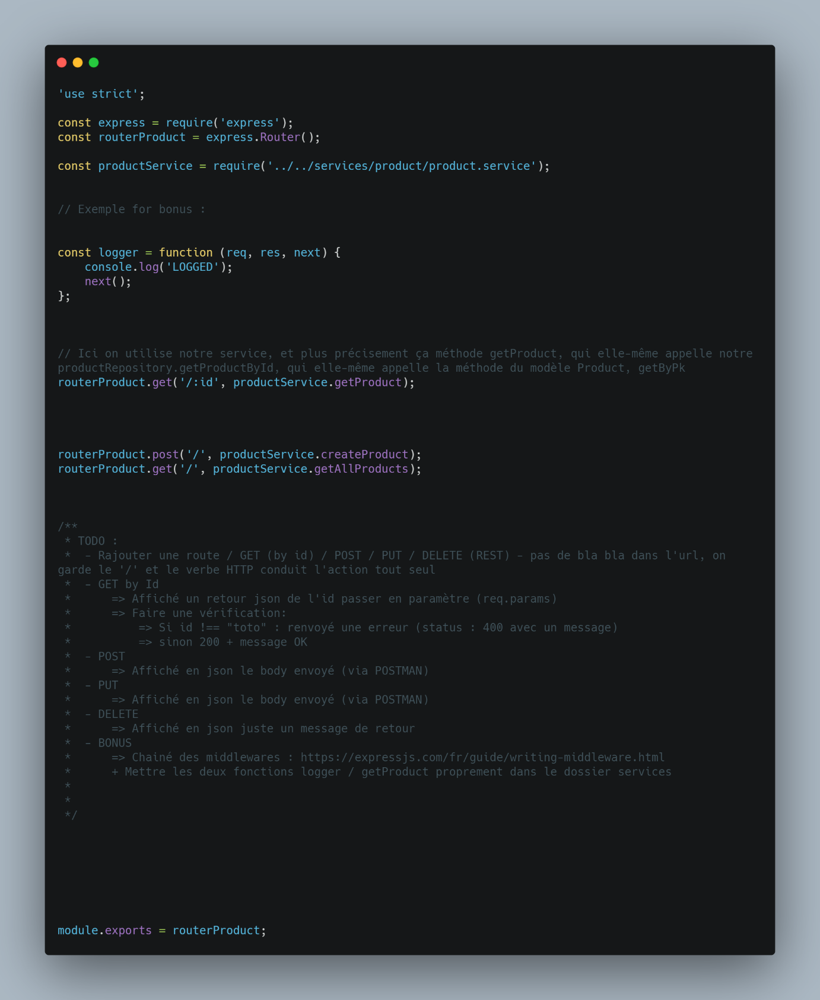 'use strict';
const express = require('express');
const routerProduct = express.Router();
const productService = require('../../services/product/product.service');
// Exemple for bonus :
const logger = function (req, res, next) {
    console.log('LOGGED');
    next();
};
// Ici on utilise notre service, et plus précisement ça méthode getProduct, qui elle-même appelle notre
productRepository.getProductById, qui elle-même appelle la méthode du modèle Product, getByPk
routerProduct.get('/:id', productService.getProduct);
routerProduct.post('/', productService.createProduct);
routerProduct.get('/', productService.getAllProducts);
/**
 * TODO :
 *  - Rajouter une route / GET (by id) / POST / PUT / DELETE (REST) - pas de bla bla dans l'url, on
garde le '/' et le verbe HTTP conduit l'action tout seul
 *  - GET by Id
 *      => Affiché un retour json de l'id passer en paramètre (req.params)
 *      => Faire une vérification:
 *          => Si id !== "toto" : renvoyé une erreur (status : 400 avec un message)
 *          => sinon 200 + message OK
 *  - POST
 *      => Affiché en json le body envoyé (via POSTMAN)
 *  - PUT
 *      => Affiché en json le body envoyé (via POSTMAN)
 *  - DELETE
 *      => Affiché en json juste un message de retour
 *  - BONUS
 *      => Chainé des middlewares : https://expressjs.com/fr/guide/writing-middleware.html
 *      + Mettre les deux fonctions logger / getProduct proprement dans le dossier services
 *
 *
 */
module.exports = routerProduct;